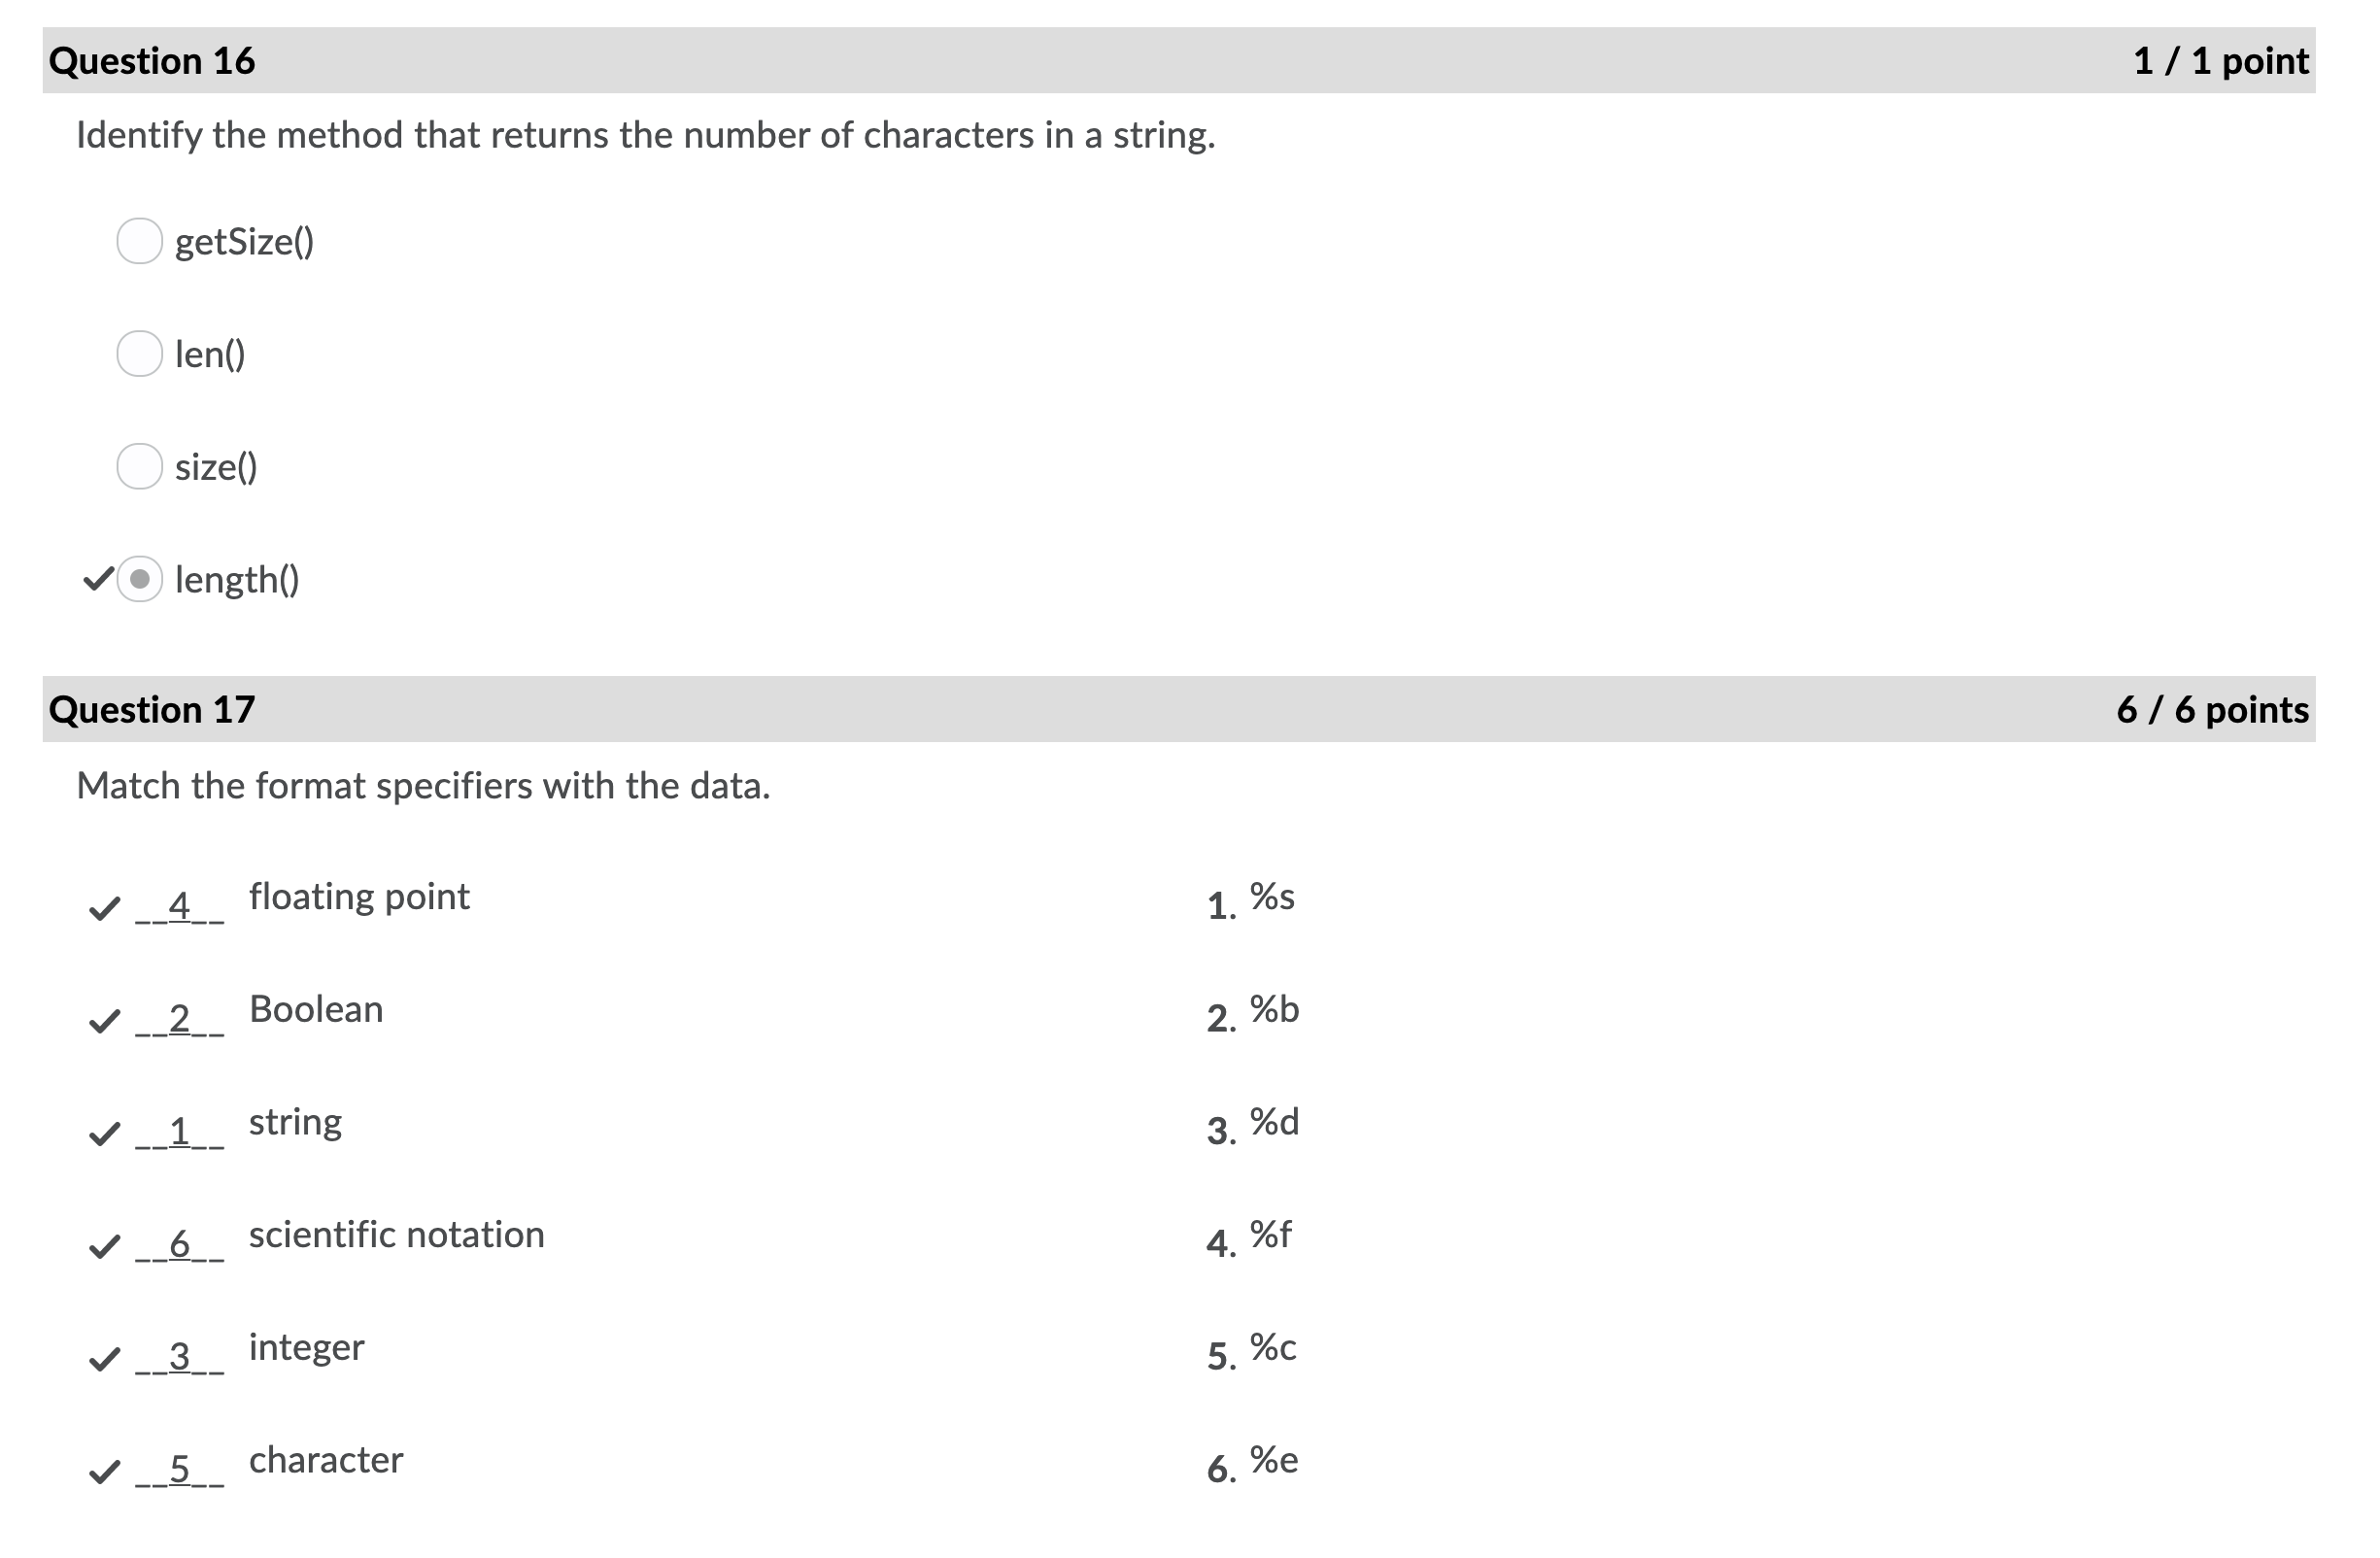 Question 16 1 / 1 point
Identify the method that returns the number of characters in a string.
getSize()
len()
size()
length()
Question 17 6 / 6 points
Match the format specifiers with the data.
__4__ floating point 1. %s
__2__ Boolean 2. %b
__1__ string 3. %d
__6__ scientific notation 4. %f
__3__ integer 5. %c
__5__ character 6. %e